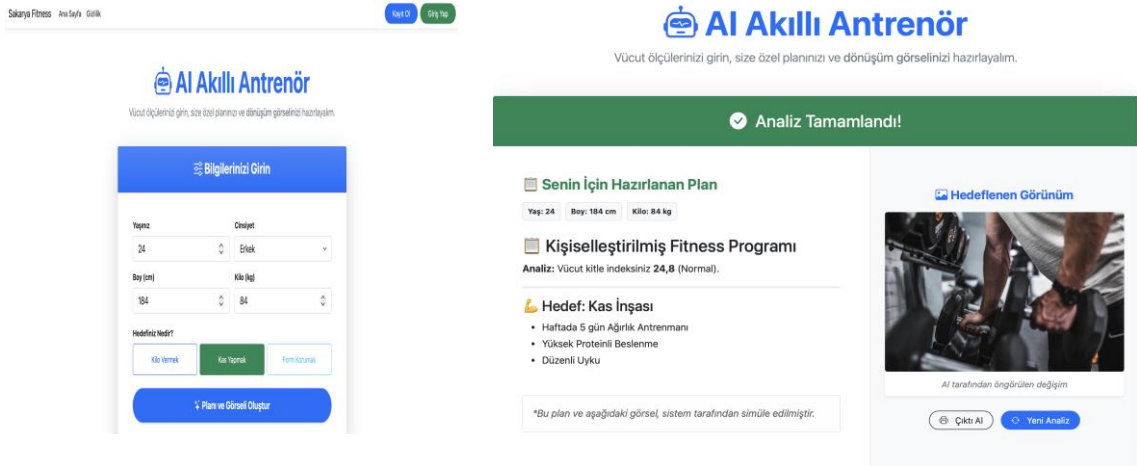 Sakarya Fitness Ana Sayfa Gizlilik
Kayıt Ol Giriş Yap
AI Akıllı Antrenör
Vücut ölçülerinizi girin, size özel planınızı ve dönüşüm görselinizi hazırlayalım.
Bilgilerinizi Girin
Yaşınız Cinsiyet
24 Erkek
Boy (cm) Kilo (kg)
184 84
Hedefiniz Nedir?
Kilo Vermek Kas Yapmak Form Korumak
Planı ve Görseli Oluştur
AI Akıllı Antrenör
Vücut ölçülerinizi girin, size özel planınızı ve dönüşüm görselinizi hazırlayalım.
Analiz Tamamlandı!
Senin İçin Hazırlanan Plan
Yaş: 24 Boy: 184 cm Kilo: 84 kg
Kişiselleştirilmiş Fitness Programı
Analiz: Vücut kitle indeksiniz 24,8 (Normal).
Hedef: Kas İnşası
• Haftada 5 gün Ağırlık Antrenmanı
• Yüksek Proteinli Beslenme
• Düzenli Uyku
*Bu plan ve aşağıdaki görsel, sistem tarafından simüle edilmiştir.
Hedeflenen Görünüm
AI tarafından öngörülen değişim
Çıktı Al Yeni Analiz